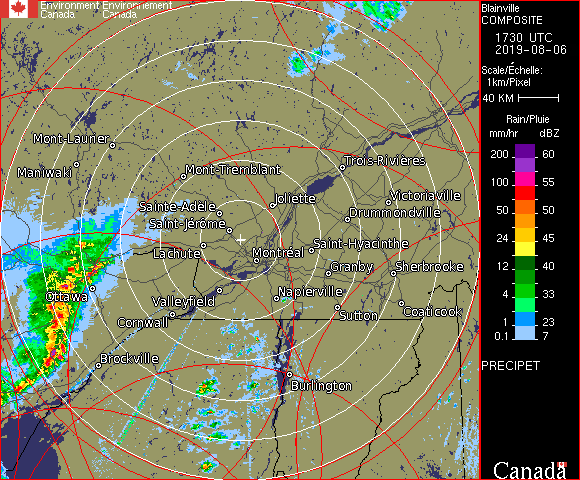 Environment Environnement
Canada Canada
Blainville
COMPOSITE
1730 UTC
2019-08-06
Scale/Échelle:
1km/Pixel
40 KM
Rain/Pluie
mm/hr dBZ
200 60
100 55
50 50
24 45
12 40
4 33
1 23
0.1 7
PRECIPET
Mont-Laurier
Maniwaki
Mont-Tremblant
Trois-Rivières
Joliette
Victoriaville
Sainte-Adèle
Drummondville
Saint-Jérôme
Saint-Hyacinthe
Lachute
Montréal
Granby
Sherbrooke
Ottawa
Napierville
Valleyfield
Coaticook
Sutton
Cornwall
Brockville
Burlington
Canada